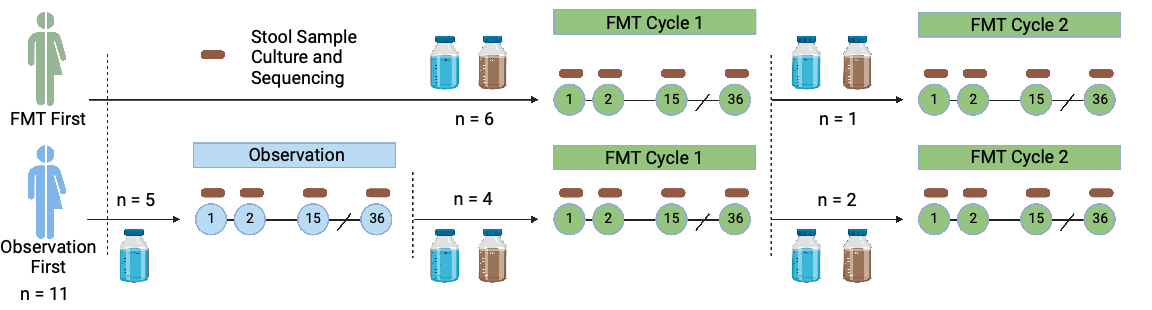 FMT First
Stool Sample
Culture and
Sequencing
n = 6
FMT Cycle 1
1 2 15 36
n = 1
FMT Cycle 2
1 2 15 36
Observation
First
n = 11
n = 5
Observation
1 2 15 36
n = 4
FMT Cycle 1
1 2 15 36
n = 2
FMT Cycle 2
1 2 15 36